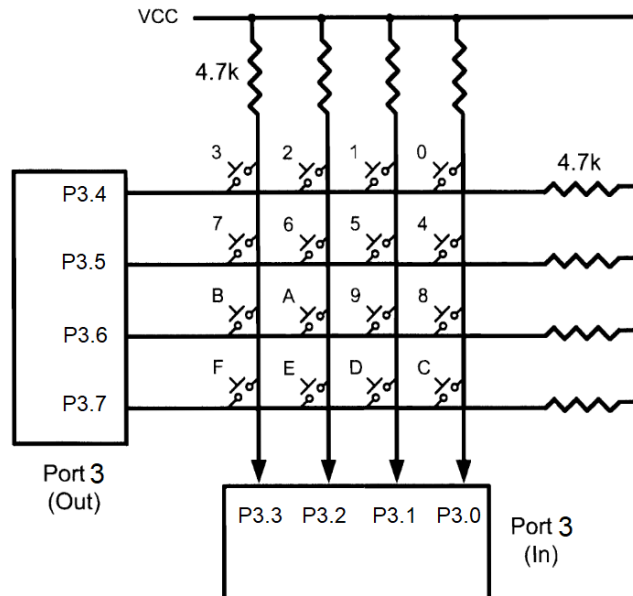 VCC
4.7k
3 2 1 0
4.7k
P3.4
7 6 5 4
P3.5
B A 9 8
P3.6
F E D C
P3.7
Port 3
(Out)
P3.3 P3.2 P3.1 P3.0
Port 3
(In)